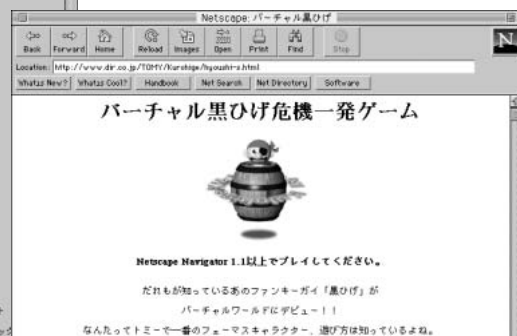 Netscape: バーチャル黒ひげ
Back Forward Home Reload Images Open Print Find Stop
N
Location: http://www.dir.co.jp/TOMY/Kurohige/hyoushi-s.html
What's New? What's Cool? Handbook Net Search Net Directory Software
バーチャル黒ひげ危機一発ゲーム
Netscape Navigator 1.1以上でプレイしてください。
だれもが知っているあのファンキーガイ「黒ひげ」が
バーチャルワールドにデビュー！！
なんたってトミーで一番のフェーマスキャラクター、遊び方は知っているよね。